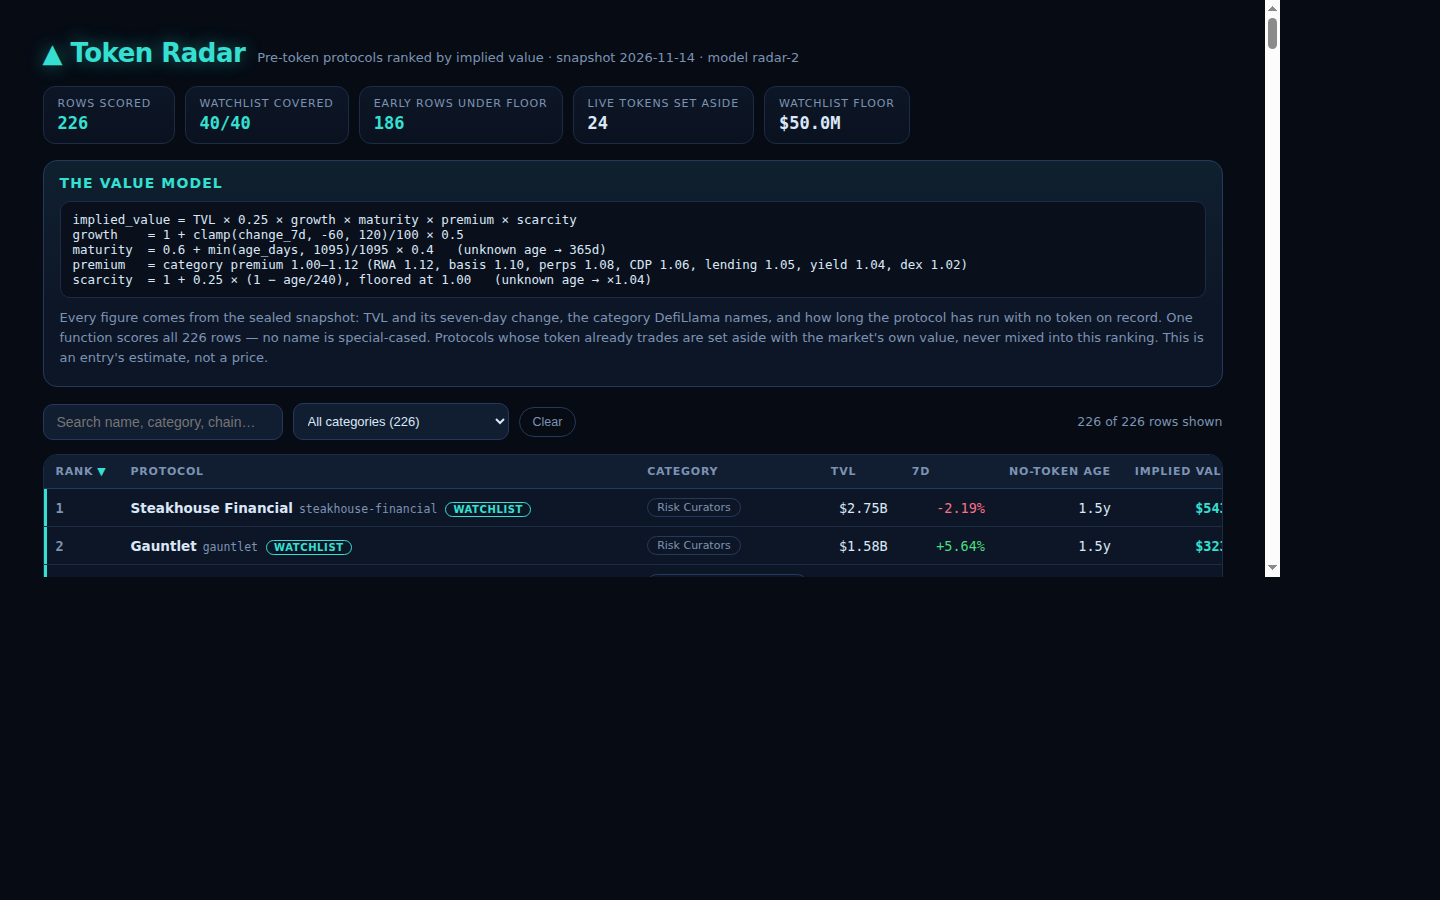 ▲ Token Radar Pre-token protocols ranked by implied value · snapshot 2026-11-14 · model radar-2
ROWS SCORED
226
WATCHLIST COVERED
40/40
EARLY ROWS UNDER FLOOR
186
LIVE TOKENS SET ASIDE
24
WATCHLIST FLOOR
$50.0M
THE VALUE MODEL
implied_value = TVL × 0.25 × growth × maturity × premium × scarcity
growth = 1 + clamp(change_7d, -60, 120)/100 × 0.5
maturity = 0.6 + min(age_days, 1095)/1095 × 0.4 (unknown age → 365d)
premium = category premium 1.00–1.12 (RWA 1.12, basis 1.10, perps 1.08, CDP 1.06, lending 1.05, yield 1.04, dex 1.02)
scarcity = 1 + 0.25 × (1 − age/240), floored at 1.00 (unknown age → ×1.04)
Every figure comes from the sealed snapshot: TVL and its seven-day change, the category DefiLlama names, and how long the protocol has run with no token on record. One
function scores all 226 rows — no name is special-cased. Protocols whose token already trades are set aside with the market's own value, never mixed into this ranking. This is
an entry's estimate, not a price.
Search name, category, chain…
All categories (226)
Clear
226 of 226 rows shown
RANK ▼ PROTOCOL CATEGORY TVL 7D NO-TOKEN AGE IMPLIED VAL
1 Steakhouse Financial steakhouse-financial WATCHLIST Risk Curators $2.75B -2.19% 1.5y $543
2 Gauntlet gauntlet WATCHLIST Risk Curators $1.58B +5.64% 1.5y $323